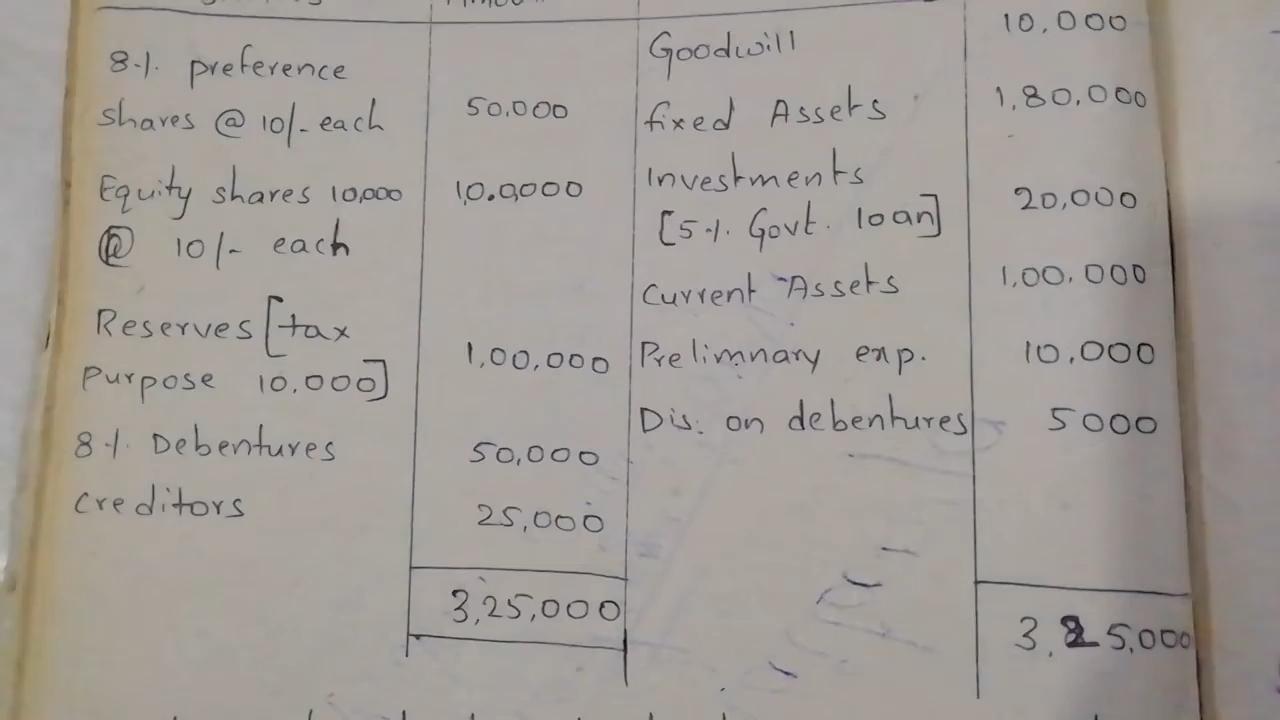 8·/. preference
shares @ 10/- each 50,000
Equity shares 10,000 10,0,000
@ 10/- each
Reserves [tax
Purpose 10,000] 1,00,000
8·/. Debentures 50,000
creditors 25,000
3,25,000
Goodwill 10,000
fixed Assets 1,80,000
Investments
[5·/. Govt. loan] 20,000
Current Assets 1,00,000
Prelimnary exp. 10,000
Dis. on debentures 5000
3,25,000